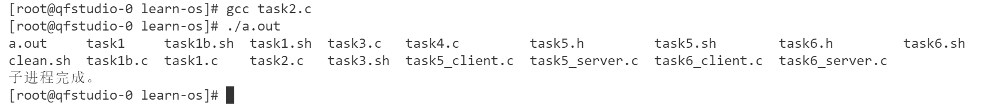 [root@qfstudio-0 learn-os]# gcc task2.c
[root@qfstudio-0 learn-os]# ./a.out
a.out     task1     task1b.sh  task1.sh  task3.c   task4.c         task5.h         task5.sh        task6.h         task6.sh
clean.sh  task1b.c  task1.c    task2.c   task3.sh  task5_client.c  task5_server.c  task6_client.c  task6_server.c
子进程完成。
[root@qfstudio-0 learn-os]#